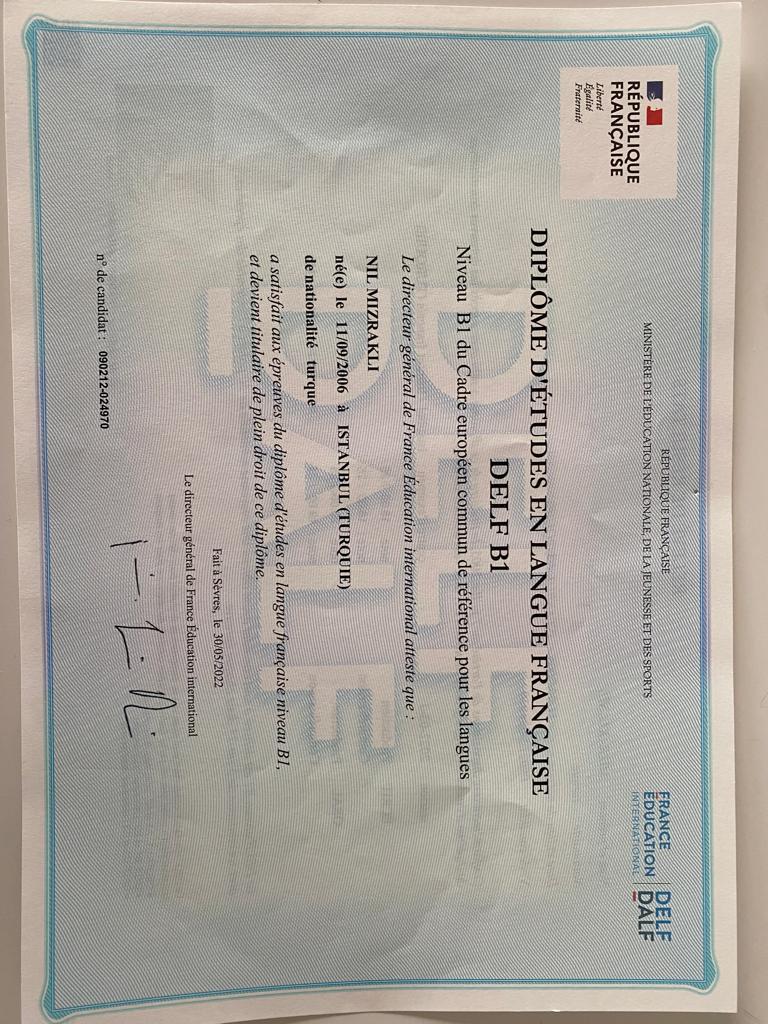 RÉPUBLIQUE
FRANÇAISE
Liberté
Égalité
Fraternité
RÉPUBLIQUE FRANÇAISE
MINISTÈRE DE L'ÉDUCATION NATIONALE, DE LA JEUNESSE ET DES SPORTS
FRANCE
ÉDUCATION
INTERNATIONAL
DELF
DALF
DIPLÔME D'ÉTUDES EN LANGUE FRANÇAISE
DELF B1
Niveau B1 du Cadre européen commun de référence pour les langues
Le directeur général de France Éducation international atteste que :
NIL MIZRAKLI
né(e) le 11/09/2006 à ISTANBUL (TURQUIE)
de nationalité turque
a satisfait aux épreuves du diplôme d'études en langue française niveau B1,
et devient titulaire de plein droit de ce diplôme.
Fait à Sèvres, le 30/05/2022
Le directeur général de France Éducation international
n° de candidat : 090212-024970
DELF
DALF